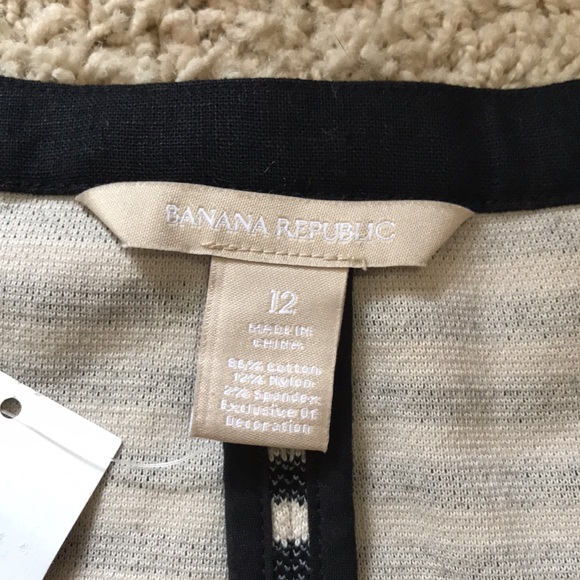 BANANA REPUBLIC
12
MADE IN
CHINA
86% Cotton
12% Nylon
2% Spandex
Exclusive Of
Decoration